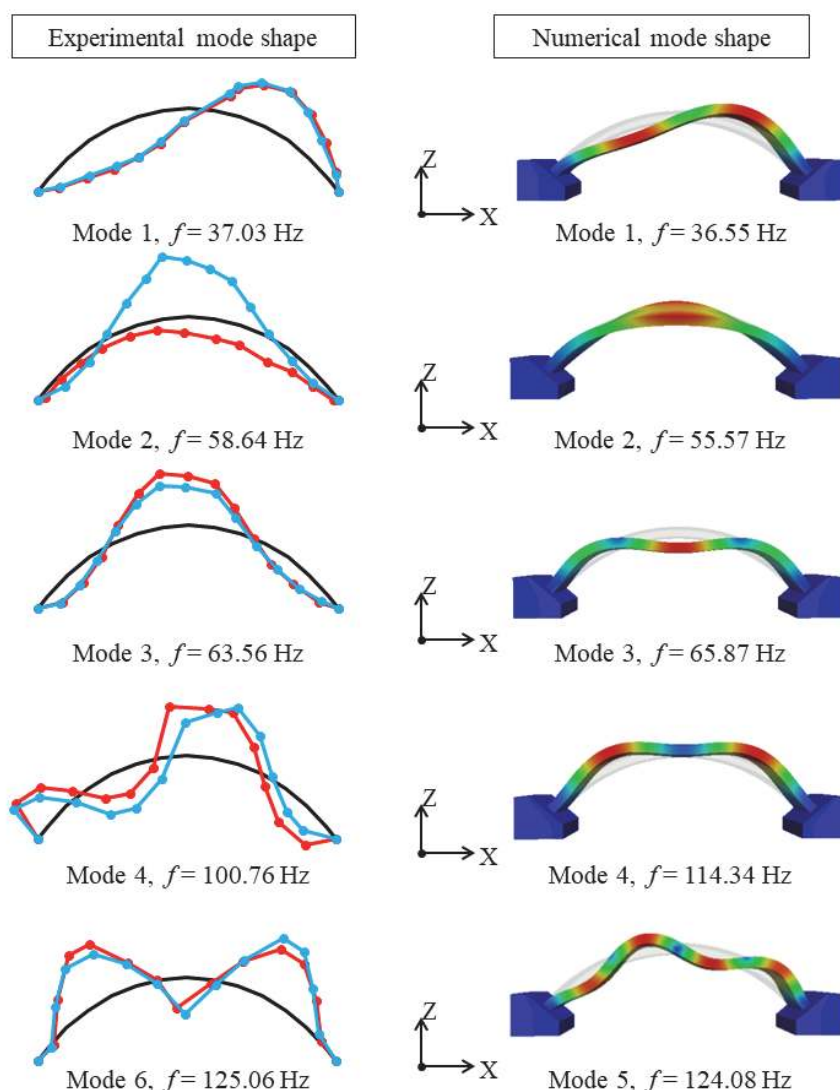 Experimental mode shape
Numerical mode shape
Z
X
Mode 1, f = 37.03 Hz
Mode 1, f = 36.55 Hz
Z
X
Mode 2, f = 58.64 Hz
Mode 2, f = 55.57 Hz
Z
X
Mode 3, f = 63.56 Hz
Mode 3, f = 65.87 Hz
Z
X
Mode 4, f = 100.76 Hz
Mode 4, f = 114.34 Hz
Z
X
Mode 6, f = 125.06 Hz
Mode 5, f = 124.08 Hz